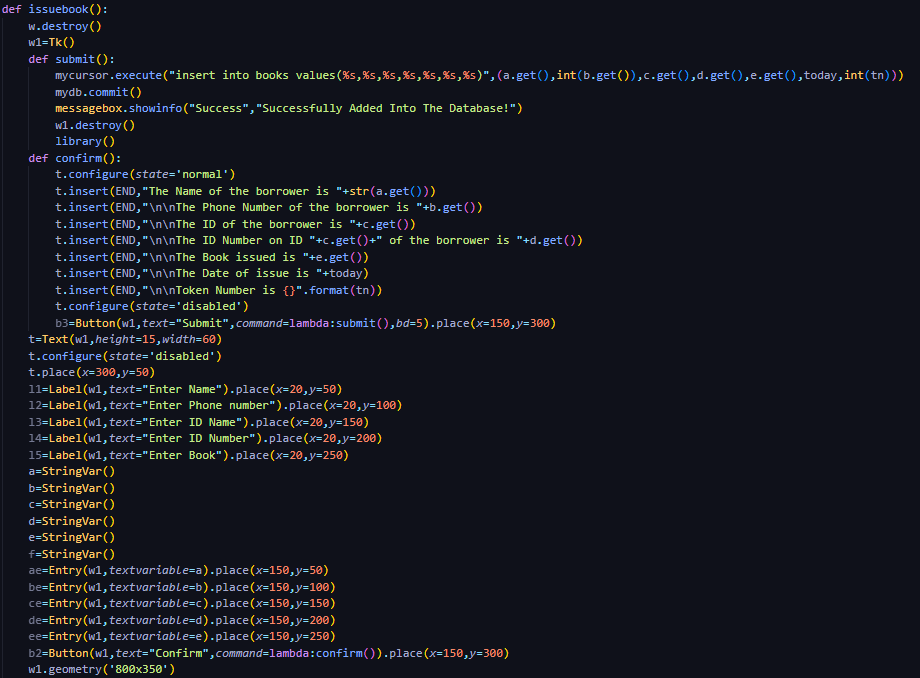 def issuebook():
    w.destroy()
    w1=Tk()
    def submit():
        mycursor.execute("insert into books values(%s,%s,%s,%s,%s,%s,%s)",(a.get(),int(b.get()),c.get(),d.get(),e.get(),today,int(tn)))
        mydb.commit()
        messagebox.showinfo("Success","Successfully Added Into The Database!")
        w1.destroy()
        library()
    def confirm():
        t.configure(state='normal')
        t.insert(END,"The Name of the borrower is "+str(a.get()))
        t.insert(END,"\n\nThe Phone Number of the borrower is "+b.get())
        t.insert(END,"\n\nThe ID of the borrower is "+c.get())
        t.insert(END,"\n\nThe ID Number on ID "+c.get()+" of the borrower is "+d.get())
        t.insert(END,"\n\nThe Book issued is "+e.get())
        t.insert(END,"\n\nThe Date of issue is "+today)
        t.insert(END,"\n\nToken Number is {}".format(tn))
        t.configure(state='disabled')
        b3=Button(w1,text="Submit",command=lambda:submit(),bd=5).place(x=150,y=300)
    t=Text(w1,height=15,width=60)
    t.configure(state='disabled')
    t.place(x=300,y=50)
    l1=Label(w1,text="Enter Name").place(x=20,y=50)
    l2=Label(w1,text="Enter Phone number").place(x=20,y=100)
    l3=Label(w1,text="Enter ID Name").place(x=20,y=150)
    l4=Label(w1,text="Enter ID Number").place(x=20,y=200)
    l5=Label(w1,text="Enter Book").place(x=20,y=250)
    a=StringVar()
    b=StringVar()
    c=StringVar()
    d=StringVar()
    e=StringVar()
    f=StringVar()
    ae=Entry(w1,textvariable=a).place(x=150,y=50)
    be=Entry(w1,textvariable=b).place(x=150,y=100)
    ce=Entry(w1,textvariable=c).place(x=150,y=150)
    de=Entry(w1,textvariable=d).place(x=150,y=200)
    ee=Entry(w1,textvariable=e).place(x=150,y=250)
    b2=Button(w1,text="Confirm",command=lambda:confirm()).place(x=150,y=300)
    w1.geometry('800x350')